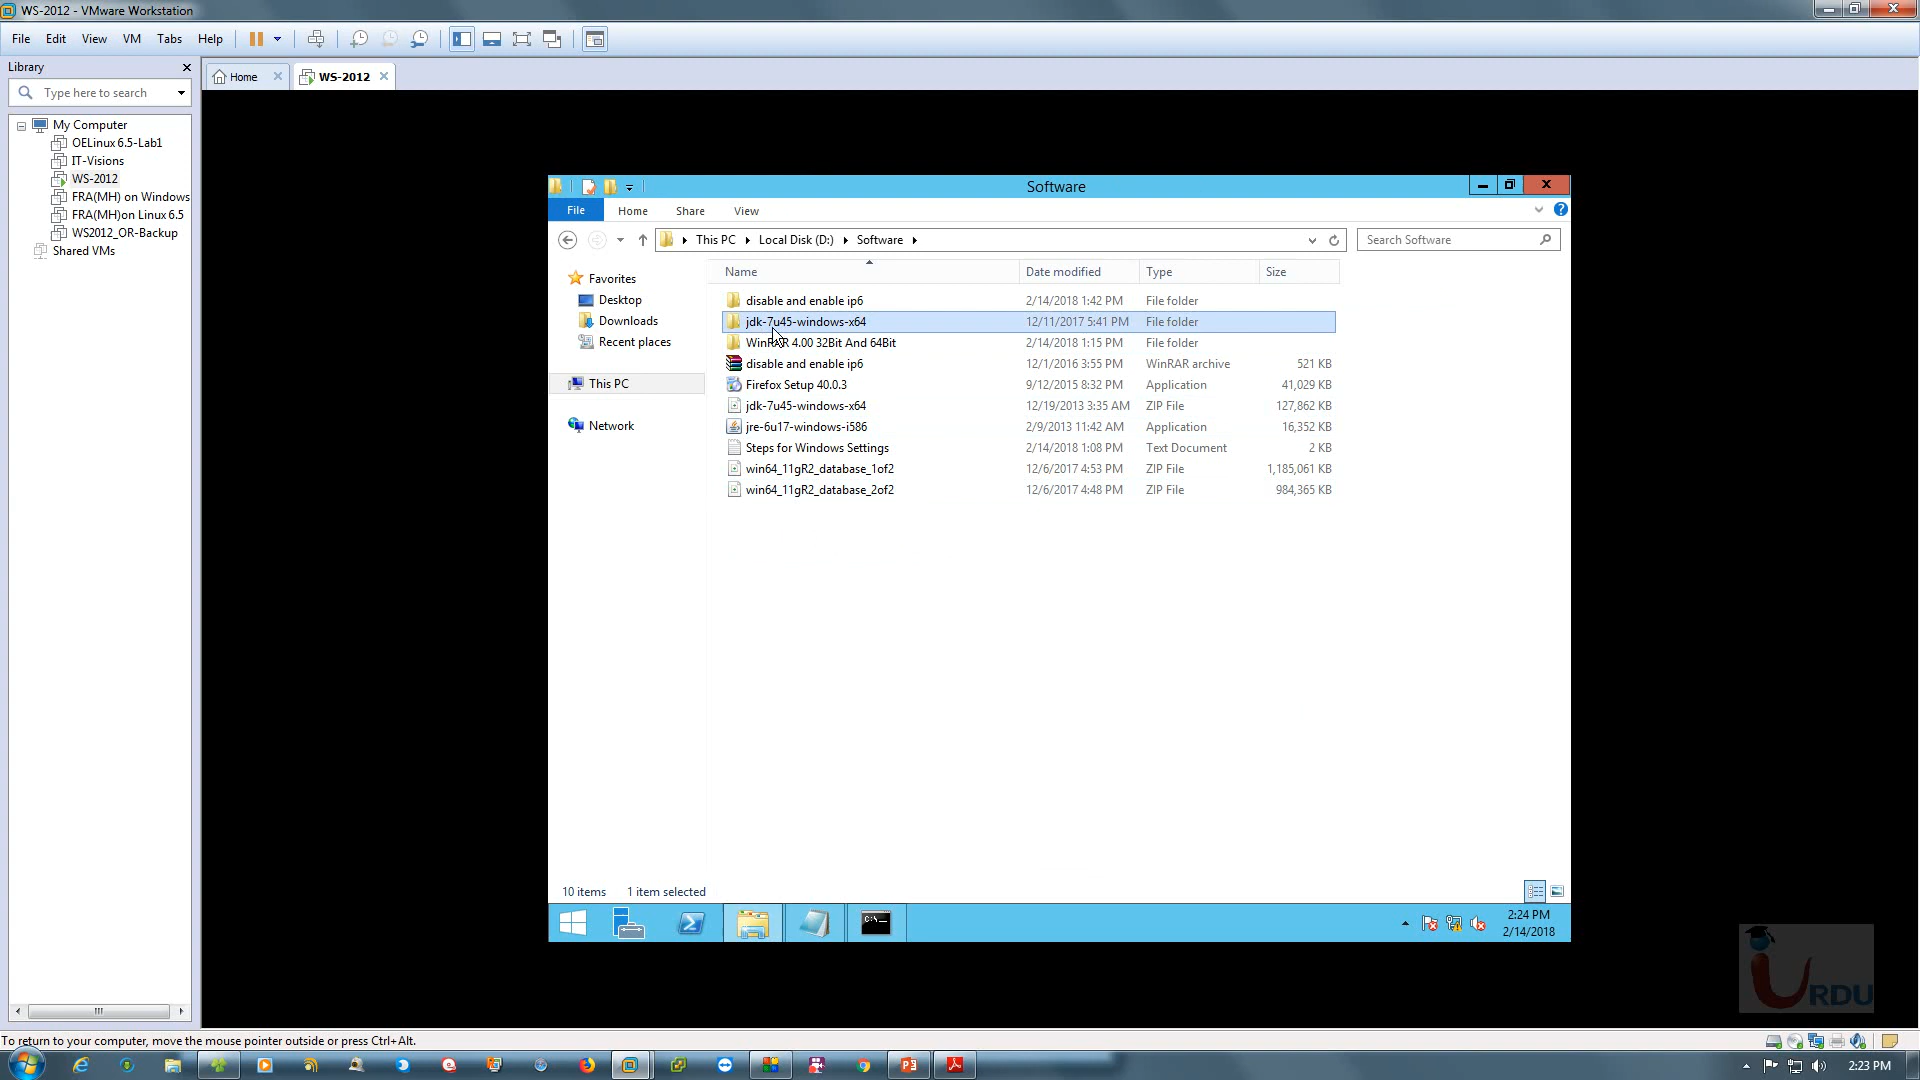 WS-2012 - VMware Workstation
File Edit View VM Tabs Help
Library
Home
WS-2012
Type here to search
My Computer
OELinux 6.5-Lab1
IT-Visions
WS-2012
FRA(MH) on Windows
FRA(MH)on Linux 6.5
WS2012_OR-Backup
Shared VMs
Software
File Home Share View
This PC Local Disk (D:) Software
Search Software
Favorites
Desktop
Downloads
Recent places
This PC
Network
Name Date modified Type Size
disable and enable ip6 2/14/2018 1:42 PM File folder
jdk-7u45-windows-x64 12/11/2017 5:41 PM File folder
WinRAR 4.00 32Bit And 64Bit 2/14/2018 1:15 PM File folder
disable and enable ip6 12/1/2016 3:55 PM WinRAR archive 521 KB
Firefox Setup 40.0.3 9/12/2015 8:32 PM Application 41,029 KB
jdk-7u45-windows-x64 12/19/2013 3:35 AM ZIP File 127,862 KB
jre-6u17-windows-i586 2/9/2013 11:42 AM Application 16,352 KB
Steps for Windows Settings 2/14/2018 1:08 PM Text Document 2 KB
win64_11gR2_database_1of2 12/6/2017 4:53 PM ZIP File 1,185,061 KB
win64_11gR2_database_2of2 12/6/2017 4:48 PM ZIP File 984,365 KB
10 items 1 item selected
2:24 PM
2/14/2018
iURDU
To return to your computer, move the mouse pointer outside or press Ctrl+Alt.
2:23 PM